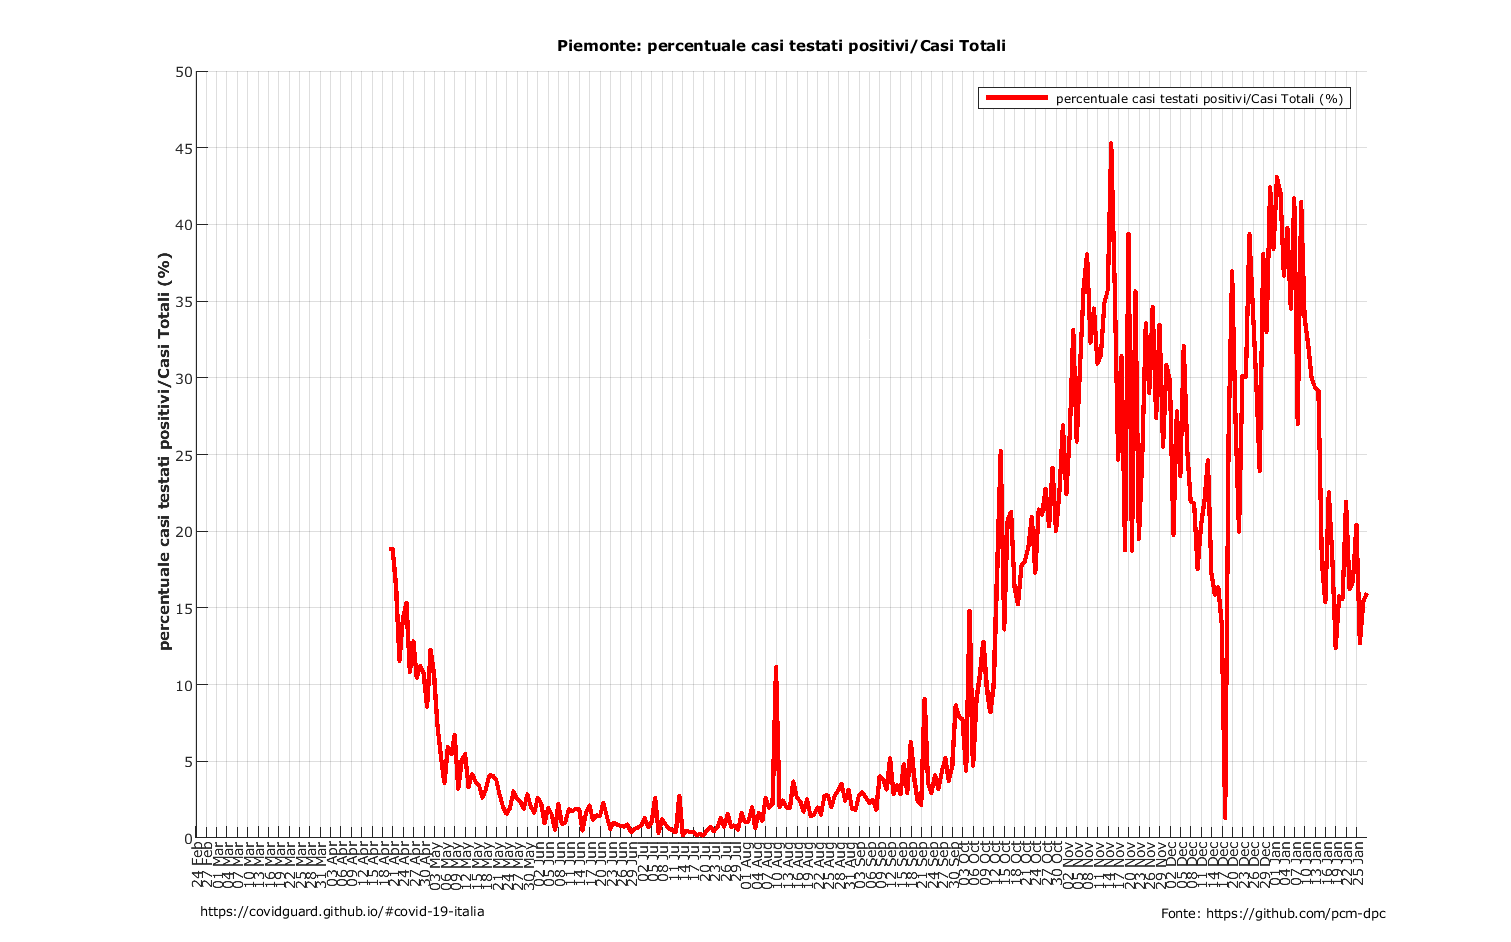 Piemonte: percentuale casi testati positivi/Casi Totali
percentuale casi testati positivi/Casi Totali (%)
percentuale casi testati positivi/Casi Totali (%)
50
45
40
35
30
25
20
15
10
5
0
24 Feb
27 Feb
01 Mar
04 Mar
07 Mar
10 Mar
13 Mar
16 Mar
19 Mar
22 Mar
25 Mar
28 Mar
31 Mar
03 Apr
06 Apr
09 Apr
12 Apr
15 Apr
18 Apr
21 Apr
24 Apr
27 Apr
30 Apr
03 May
06 May
09 May
12 May
15 May
18 May
21 May
24 May
27 May
30 May
02 Jun
05 Jun
08 Jun
11 Jun
14 Jun
17 Jun
20 Jun
23 Jun
26 Jun
29 Jun
02 Jul
05 Jul
08 Jul
11 Jul
14 Jul
17 Jul
20 Jul
23 Jul
26 Jul
29 Jul
01 Aug
04 Aug
07 Aug
10 Aug
13 Aug
16 Aug
19 Aug
22 Aug
25 Aug
28 Aug
31 Aug
03 Sep
06 Sep
09 Sep
12 Sep
15 Sep
18 Sep
21 Sep
24 Sep
27 Sep
30 Sep
03 Oct
06 Oct
09 Oct
12 Oct
15 Oct
18 Oct
21 Oct
24 Oct
27 Oct
30 Oct
02 Nov
05 Nov
08 Nov
11 Nov
14 Nov
17 Nov
20 Nov
23 Nov
26 Nov
29 Nov
02 Dec
05 Dec
08 Dec
11 Dec
14 Dec
17 Dec
20 Dec
23 Dec
26 Dec
29 Dec
01 Jan
04 Jan
07 Jan
10 Jan
13 Jan
16 Jan
19 Jan
22 Jan
25 Jan
https://covidguard.github.io/#covid-19-italia
Fonte: https://github.com/pcm-dpc